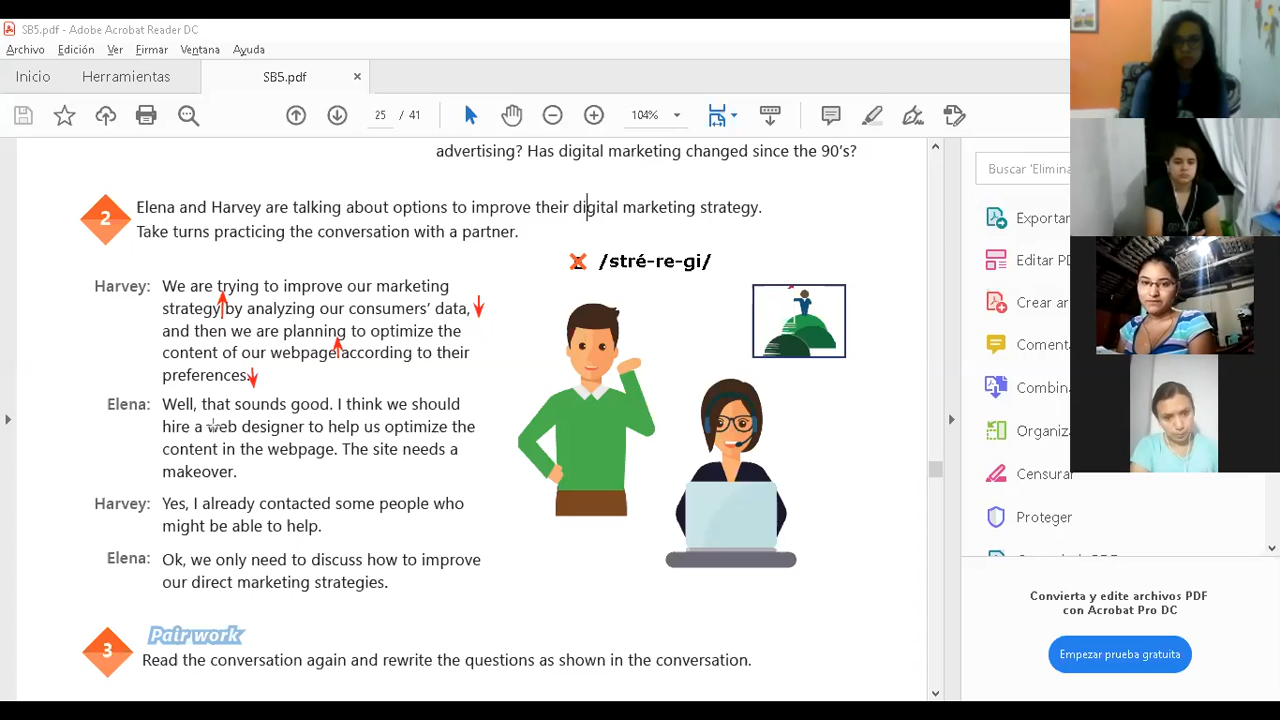 SB5.pdf - Adobe Acrobat Reader DC
Archivo Edición Ver Firmar Ventana Ayuda
Inicio Herramientas SB5.pdf ×
25 / 41 104%
advertising? Has digital marketing changed since the 90's?
Buscar 'Elimina
2 Elena and Harvey are talking about options to improve their digital marketing strategy.
Take turns practicing the conversation with a partner.
/stré-re-gi/
Harvey: We are trying to improve our marketing
strategy by analyzing our consumers' data,
and then we are planning to optimize the
content of our webpage according to their
preferences.
Elena: Well, that sounds good. I think we should
hire a web designer to help us optimize the
content in the webpage. The site needs a
makeover.
Harvey: Yes, I already contacted some people who
might be able to help.
Elena: Ok, we only need to discuss how to improve
our direct marketing strategies.
3 Pair work
Read the conversation again and rewrite the questions as shown in the conversation.
Exportar
Editar PD
Crear ar
Coment
Combin
Organiz
Censurar
Proteger
Convierta y edite archivos PDF
con Acrobat Pro DC
Empezar prueba gratuita